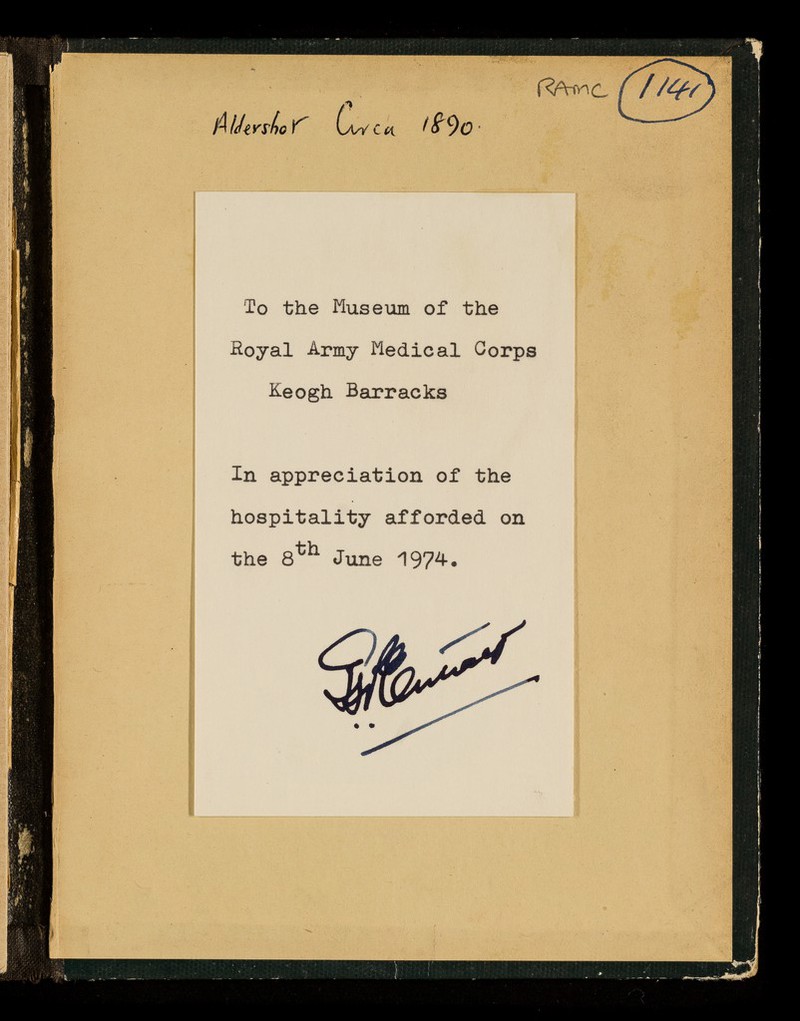 RAMC 1141
Aldershot Circa 1890.
To the Museum of the
Royal Army Medical Corps
Keogh Barracks
In appreciation of the
hospitality afforded on
the 8th June 1974.